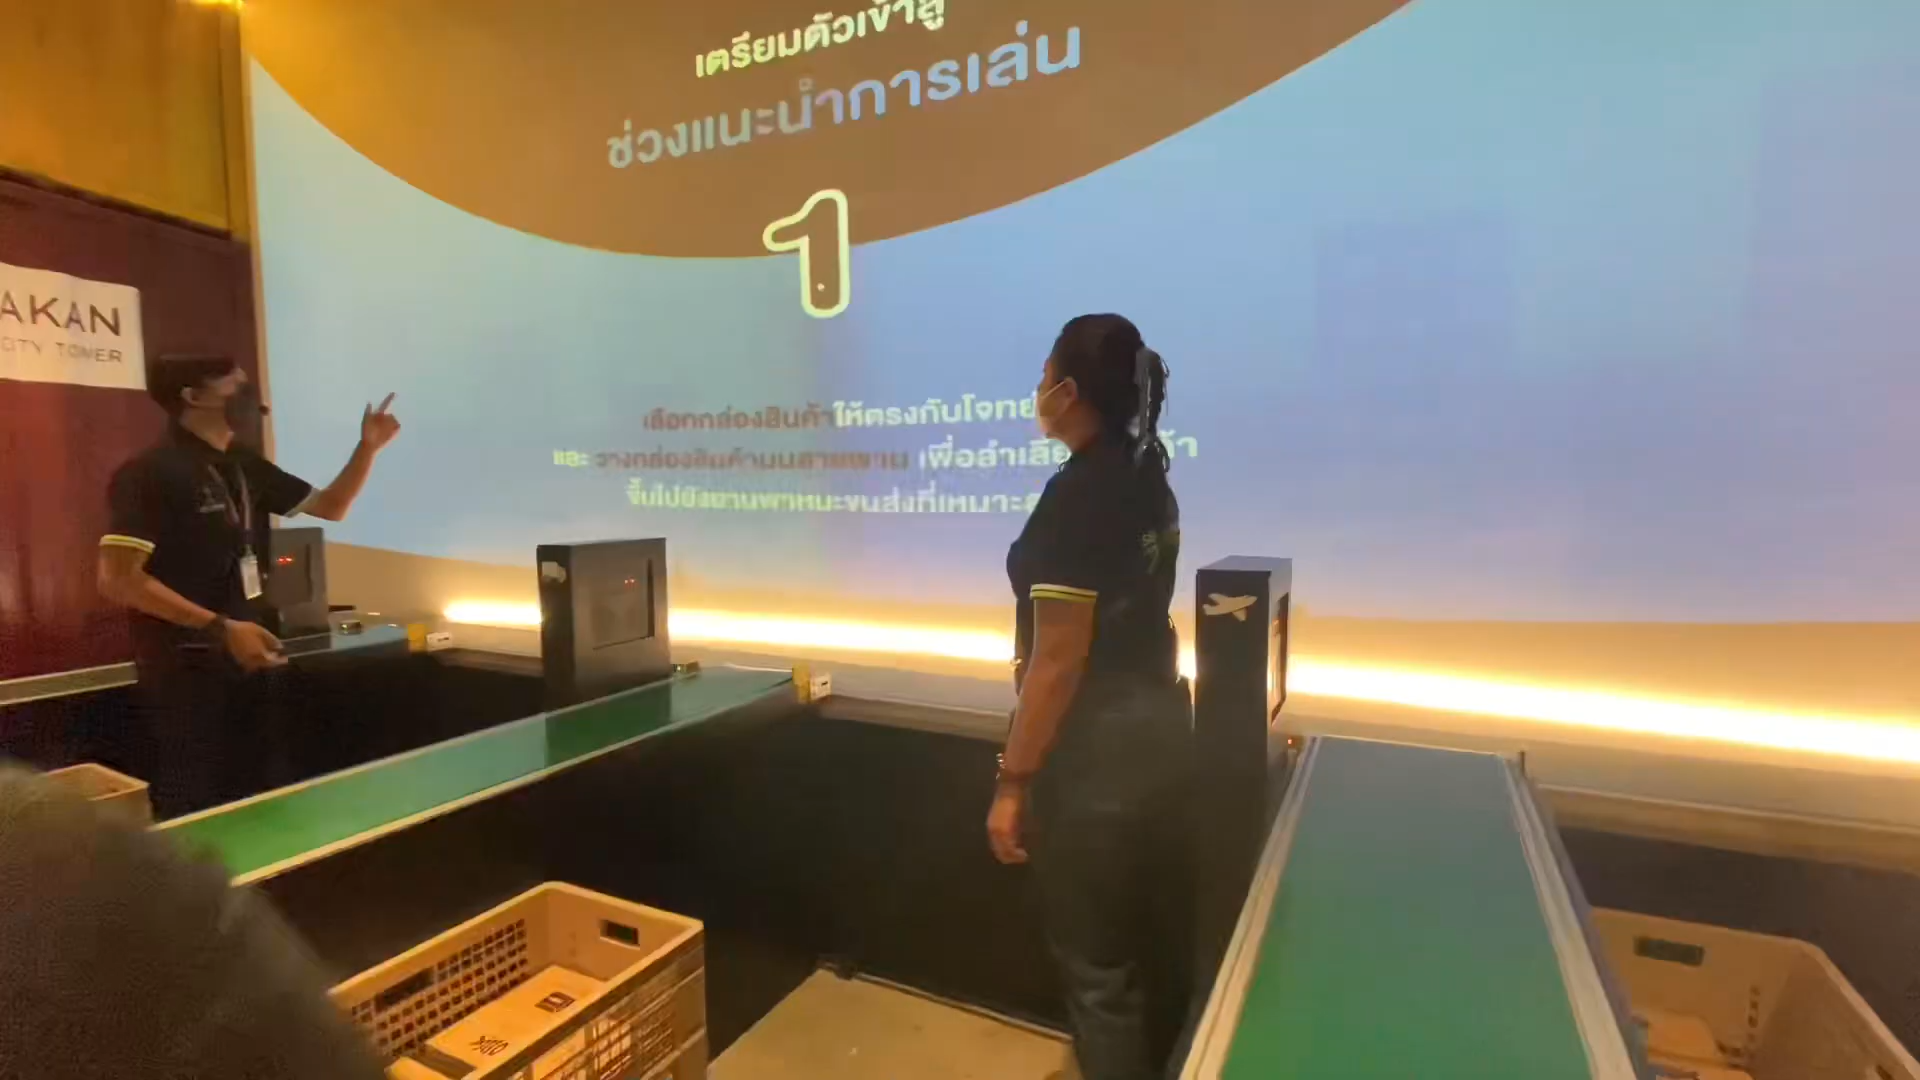 เตรียมตัวเข้าสู่
ช่วงแนะนำการเล่น
1
เลือกกล่องสินค้าให้ตรงกับโจทย์
และ วางกล่องสินค้าบนสายพาน เพื่อลำเลียง
ขึ้นไปยังยานพาหนะขนส่งที่เหมาะ
AKAN
CITY TOWER